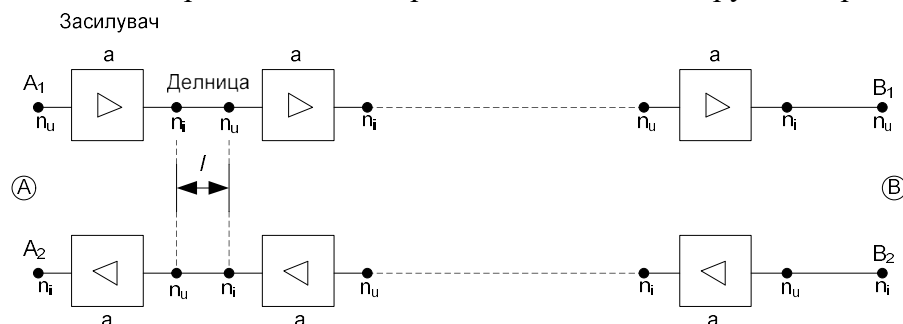 Засилувач
a a a
A₁ Делница B₁
nᵤ nᵢ nᵤ nᵢ nᵤ nᵢ nᵤ
A l B
A₂ B₂
nᵢ nᵤ nᵢ nᵤ nᵢ nᵤ nᵢ
a a a